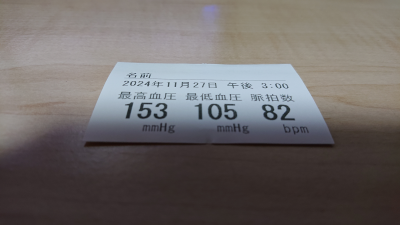 名前
2024年11月27日 午後 3:00
最高血圧 最低血圧 脈拍数
153 105 82
mmHg mmHg bpm